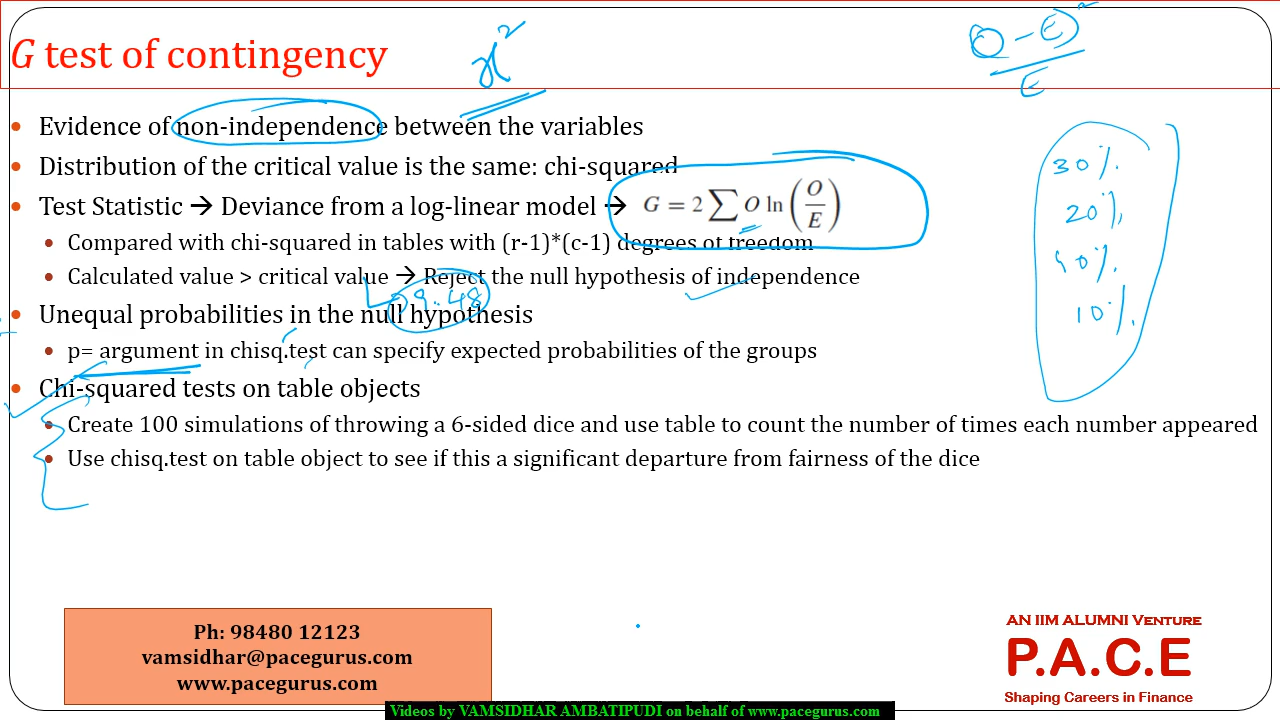 G test of contingency
x²
(O - E)²
E
Evidence of non-independence between the variables
Distribution of the critical value is the same: chi-squared
Test Statistic → Deviance from a log-linear model → G = 2 ∑ O ln (O/E)
Compared with chi-squared in tables with (r-1)*(c-1) degrees of freedom
Calculated value > critical value → Reject the null hypothesis of independence
9.48
Unequal probabilities in the null hypothesis
p= argument in chisq.test can specify expected probabilities of the groups
Chi-squared tests on table objects
Create 100 simulations of throwing a 6-sided dice and use table to count the number of times each number appeared
Use chisq.test on table object to see if this a significant departure from fairness of the dice
30%.
20%
40%.
10%.
Ph: 98480 12123
vamsidhar@pacegurus.com
www.pacegurus.com
AN IIM ALUMNI VENTURE
P.A.C.E
Shaping Careers in Finance
Videos by VAMSIDHAR AMBATIPUDI on behalf of www.pacegurus.com